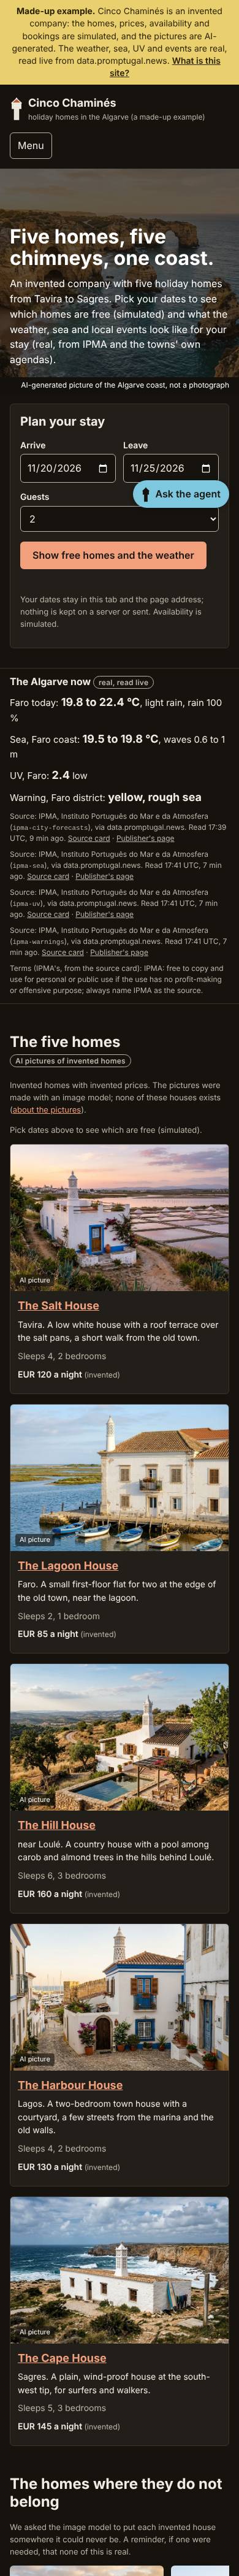 Made-up example. Cinco Chaminés is an invented
company: the homes, prices, availability and
bookings are simulated, and the pictures are AI-
generated. The weather, sea, UV and events are real,
read live from data.promptugal.news. What is this
site?
Cinco Chaminés
holiday homes in the Algarve (a made-up example)
Menu
Five homes, five
chimneys, one coast.
An invented company with five holiday homes
from Tavira to Sagres. Pick your dates to see
which homes are free (simulated) and what the
weather, sea and local events look like for your
stay (real, from IPMA and the towns' own
agendas).
AI-generated picture of the Algarve coast, not a photograph
Plan your stay
Arrive Leave
11/20/2026 11/25/2026
Ask the agent
Guests
2
Show free homes and the weather
Your dates stay in this tab and the page address;
nothing is kept on a server or sent. Availability is
simulated.
The Algarve now real, read live
Faro today: 19.8 to 22.4 °C, light rain, rain 100
%
Sea, Faro coast: 19.5 to 19.8 °C, waves 0.6 to 1
m
UV, Faro: 2.4 low
Warning, Faro district: yellow, rough sea
Source: IPMA, Instituto Português do Mar e da Atmosfera
(ipma-city-forecasts), via data.promptugal.news. Read 17:39
UTC, 9 min ago. Source card · Publisher's page
Source: IPMA, Instituto Português do Mar e da Atmosfera
(ipma-sea), via data.promptugal.news. Read 17:41 UTC, 7 min
ago. Source card · Publisher's page
Source: IPMA, Instituto Português do Mar e da Atmosfera
(ipma-uv), via data.promptugal.news. Read 17:41 UTC, 7 min
ago. Source card · Publisher's page
Source: IPMA, Instituto Português do Mar e da Atmosfera
(ipma-warnings), via data.promptugal.news. Read 17:41 UTC, 7
min ago. Source card · Publisher's page
Terms (IPMA's, from the source card): IPMA: free to copy and
use for personal or public use if the use has no profit-making
or offensive purpose; always name IPMA as the source.
The five homes
AI pictures of invented homes
Invented homes with invented prices. The pictures were
made with an image model; none of these houses exists
(about the pictures).
Pick dates above to see which are free (simulated).
AI picture
The Salt House
Tavira. A low white house with a roof terrace over
the salt pans, a short walk from the old town.
Sleeps 4, 2 bedrooms
EUR 120 a night (invented)
AI picture
The Lagoon House
Faro. A small first-floor flat for two at the edge of
the old town, near the lagoon.
Sleeps 2, 1 bedroom
EUR 85 a night (invented)
AI picture
The Hill House
near Loulé. A country house with a pool among
carob and almond trees in the hills behind Loulé.
Sleeps 6, 3 bedrooms
EUR 160 a night (invented)
AI picture
The Harbour House
Lagos. A two-bedroom town house with a
courtyard, a few streets from the marina and the
old walls.
Sleeps 4, 2 bedrooms
EUR 130 a night (invented)
AI picture
The Cape House
Sagres. A plain, wind-proof house at the south-
west tip, for surfers and walkers.
Sleeps 5, 3 bedrooms
EUR 145 a night (invented)
The homes where they do not
belong
We asked the image model to put each invented house
somewhere it could never be. A reminder, if one were
needed, that none of this is real.